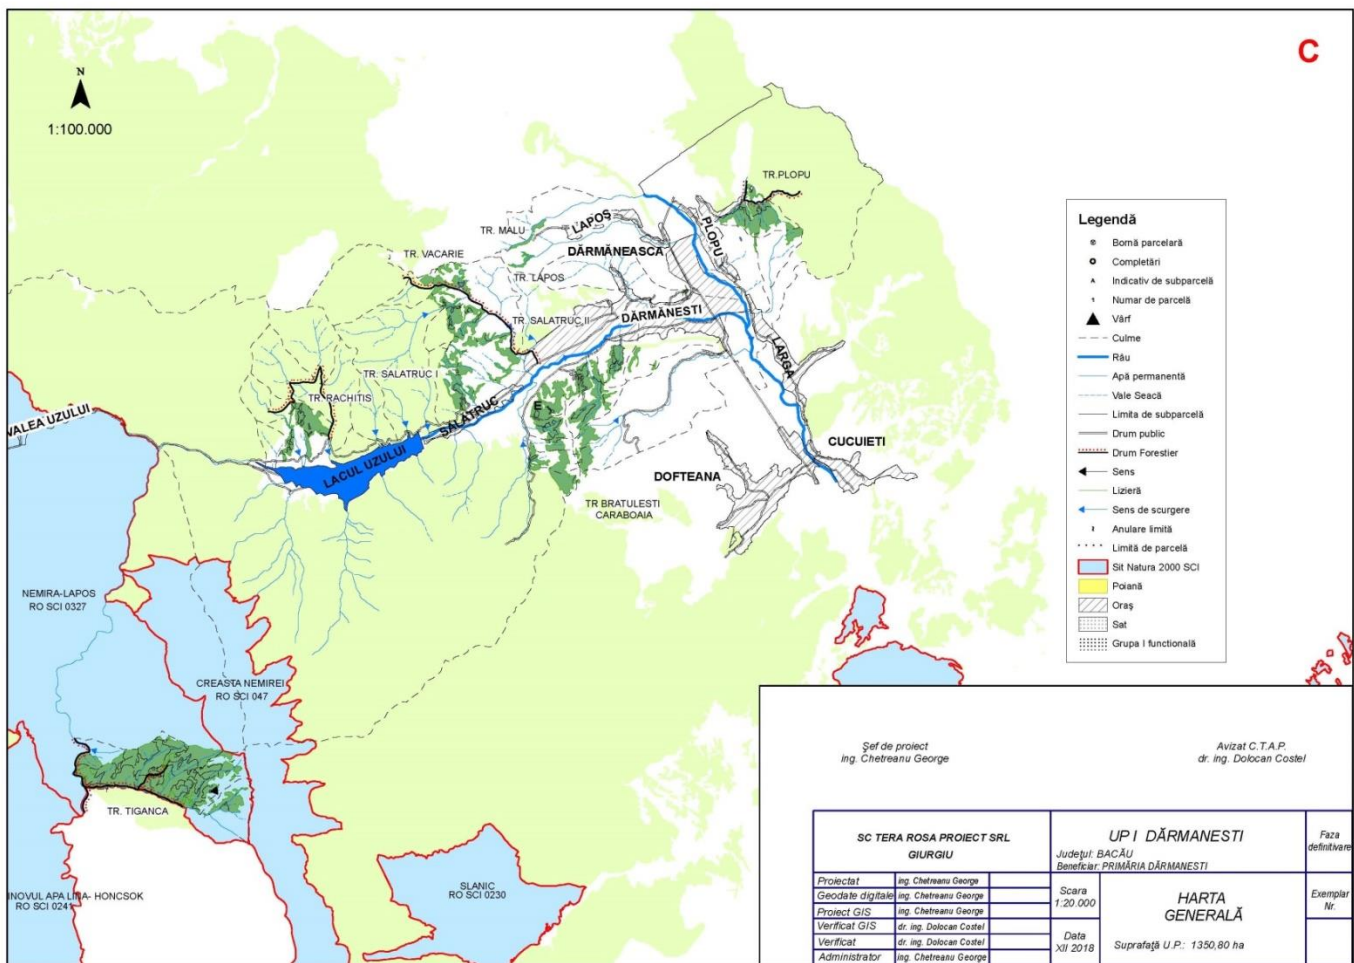 C
N
1:100.000
TR.PLOPU
LAPOȘ
PLOPU
TR. MALU
DĂRMĂNEASCA
TR. VACARIE
TR. LAPOS
DĂRMĂNEȘTI
TR. SALATRUC II
LARGA
TR. SALATRUC I
TR. RACHITIS
SĂLĂTRUC
E
VALEA UZULUI
LACUL UZULUI
CUCUIETI
DOFTEANA
TR BRATULESTI
CARABOAIA
NEMIRA-LAPOS
RO SCI 0327
CREASTA NEMIREI
RO SCI 047
TR. TIGANCA
INOVUL APA LINA- HONCSOK
RO SCI 0241
SLANIC
RO SCI 0230
Legendă
Bornă parcelară
Completări
A Indicativ de subparcelă
1 Numar de parcelă
Vârf
Culme
Râu
Apă permanentă
Vale Seacă
Limita de subparcelă
Drum public
Drum Forestier
Sens
Lizieră
Sens de scurgere
Anulare limită
Limită de parcelă
Sit Natura 2000 SCI
Poiană
Oraș
Sat
Grupa I functională
Șef de proiect
ing. Chetreanu George
Avizat C.T.A.P.
dr. ing. Dolocan Costel
SC TERA ROSA PROIECT SRL
GIURGIU
UP I DĂRMANESTI
Județul: BACĂU
Beneficiar: PRIMĂRIA DĂRMANESTI
Faza
definitivare
Proiectat ing. Chetreanu George
Geodate digitale ing. Chetreanu George
Proiect GIS ing. Chetreanu George
Verificat GIS dr. ing. Dolocan Costel
Verificat dr. ing. Dolocan Costel
Administrator ing. Chetreanu George
Scara
1:20.000
Data
XII 2018
HARTA
GENERALĂ
Suprafață U.P.: 1350,80 ha
Exemplar
Nr.